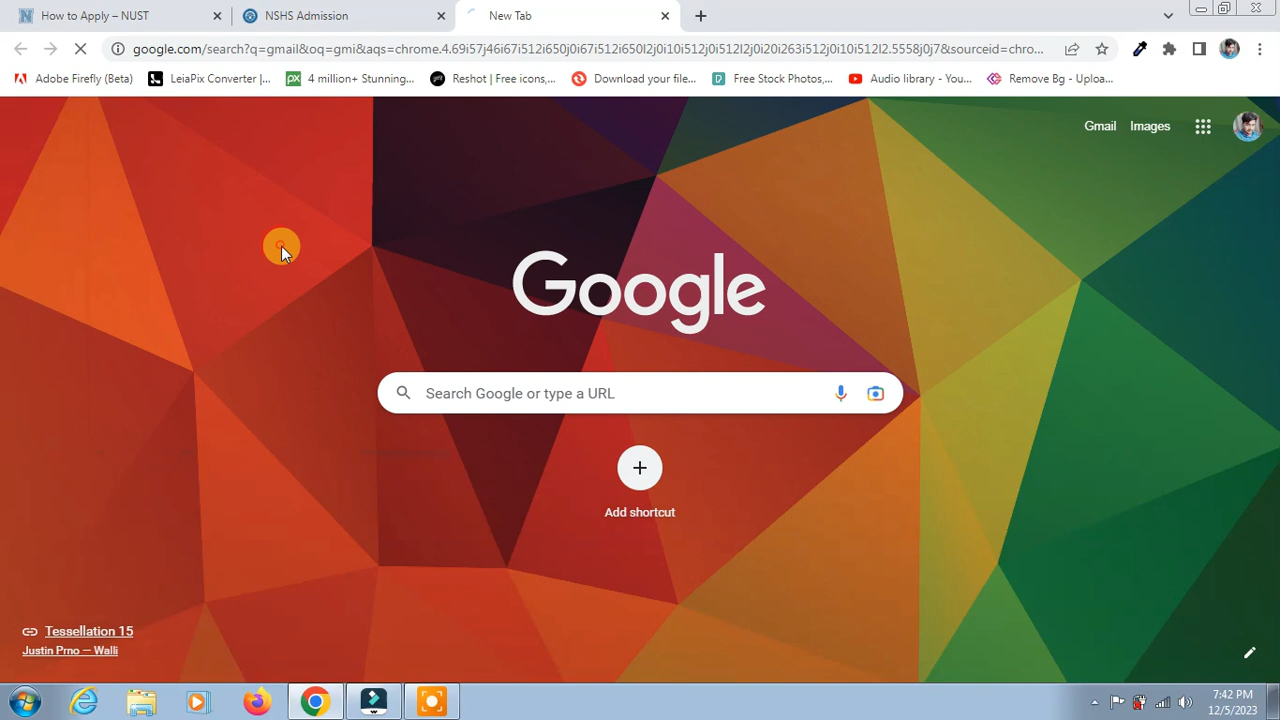 How to Apply – NUST
NSHS Admission
New Tab
google.com/search?q=gmail&oq=gmi&aqs=chrome.4.69i57j46i67i512i650j0i67i512i650l2j0i10i512j0i512l2j0i20i263i512j0i10i512l2.5558j0j7&sourceid=chro...
Adobe Firefly (Beta)
LeiaPix Converter |...
4 million+ Stunning...
Reshot | Free icons,...
Download your file...
Free Stock Photos,...
Audio library - You...
Remove Bg - Uploa...
Gmail
Images
Google
Search Google or type a URL
Add shortcut
Tessellation 15
Justin Prno — Walli
7:42 PM
12/5/2023